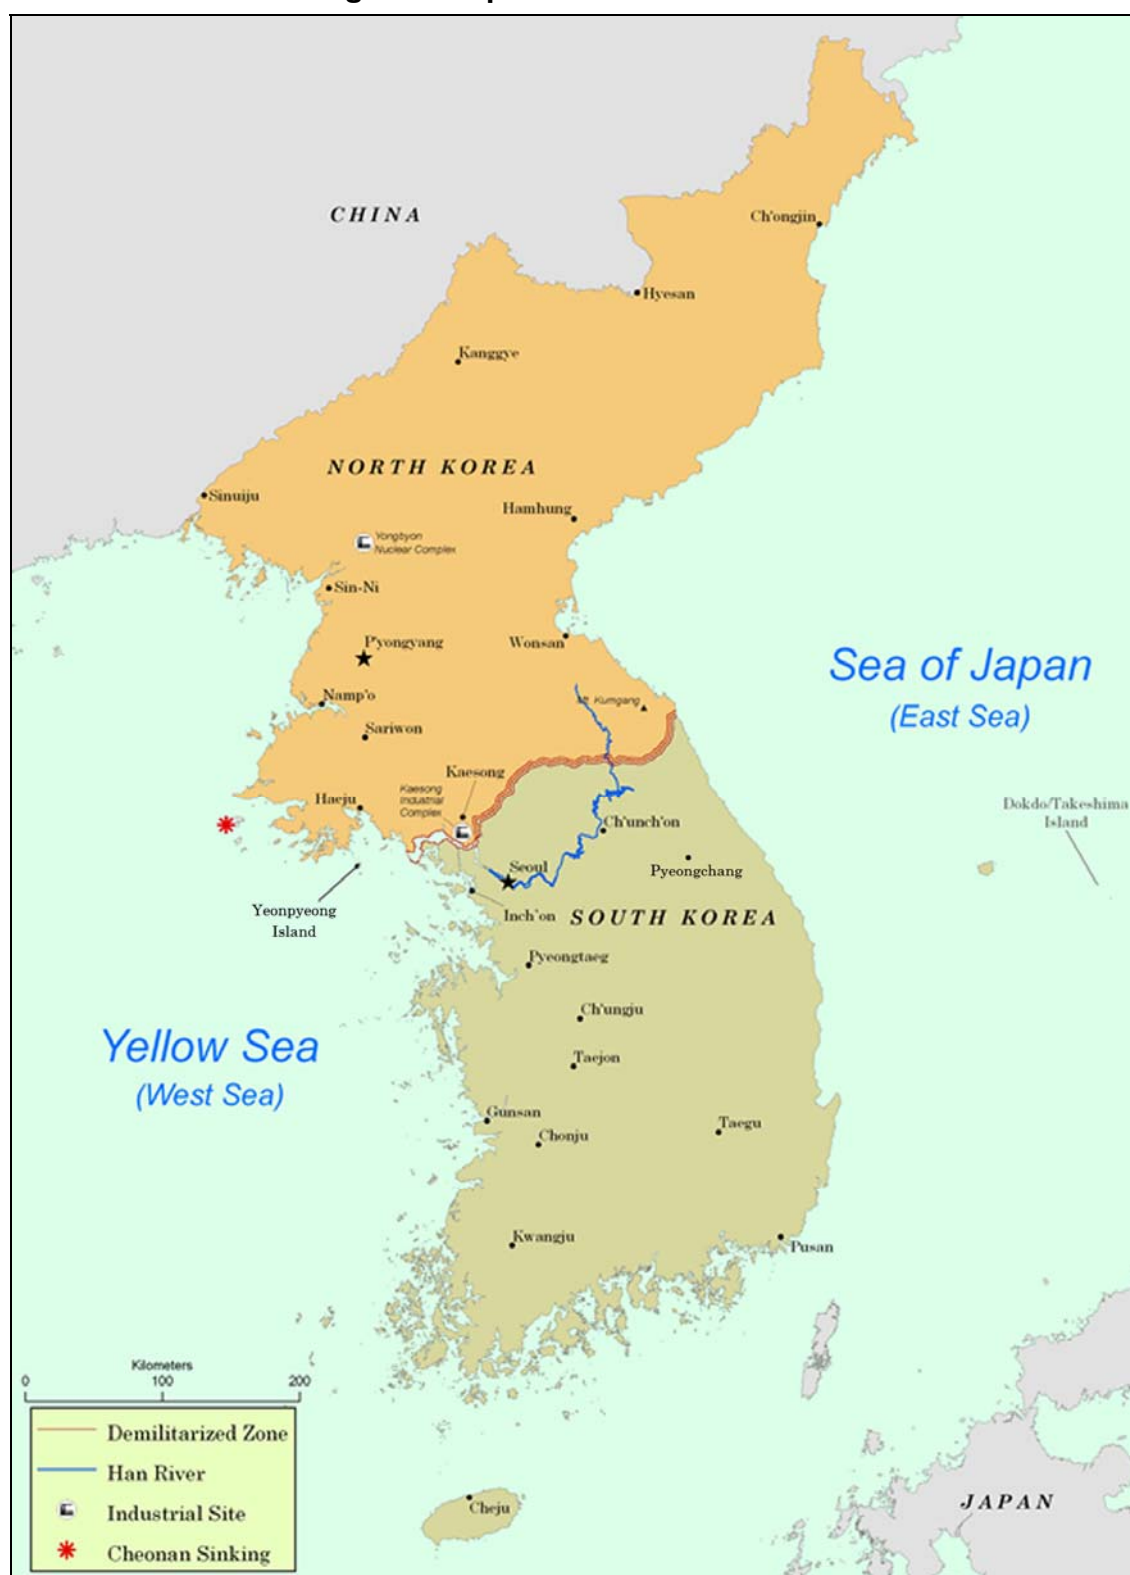 CHINA
Ch'ongjin
Hyesan
Kanggye
NORTH KOREA
Sinuiju
Hamhung
Yongbyon
Nuclear Complex
Sin-Ni
P'yongyang
Wonsan
Sea of Japan
(East Sea)
Namp'o
Mt. Kumgang
Sariwon
Kaesong
Kaesong
Industrial
Complex
Haeju
Dokdo/Takeshima
Island
Ch'unch'on
Seoul
Pyeongchang
Yeonpyeong
Island
Inch'on
SOUTH KOREA
Pyeongtaeg
Ch'ungju
Yellow Sea
(West Sea)
Taejon
Gunsan
Chonju
Taegu
Kwangju
Pusan
Kilometers
0 100 200
Demilitarized Zone
Han River
Industrial Site
Cheonan Sinking
Cheju
JAPAN